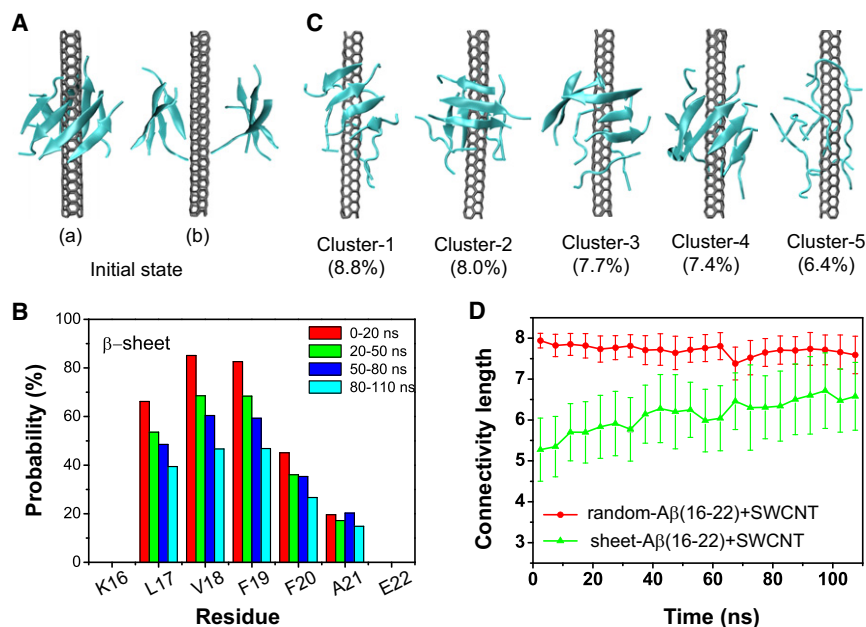 A
C
(a)
(b)
Initial state
Cluster-1
(8.8%)
Cluster-2
(8.0%)
Cluster-3
(7.7%)
Cluster-4
(7.4%)
Cluster-5
(6.4%)
B
β-sheet
0-20 ns
20-50 ns
50-80 ns
80-110 ns
Probability (%)
100
80
60
40
20
0
K16
L17
V18
F19
F20
A21
E22
Residue
D
Connectivity length
8
7
6
5
4
3
random-Aβ(16-22)+SWCNT
sheet-Aβ(16-22)+SWCNT
0
20
40
60
80
100
Time (ns)